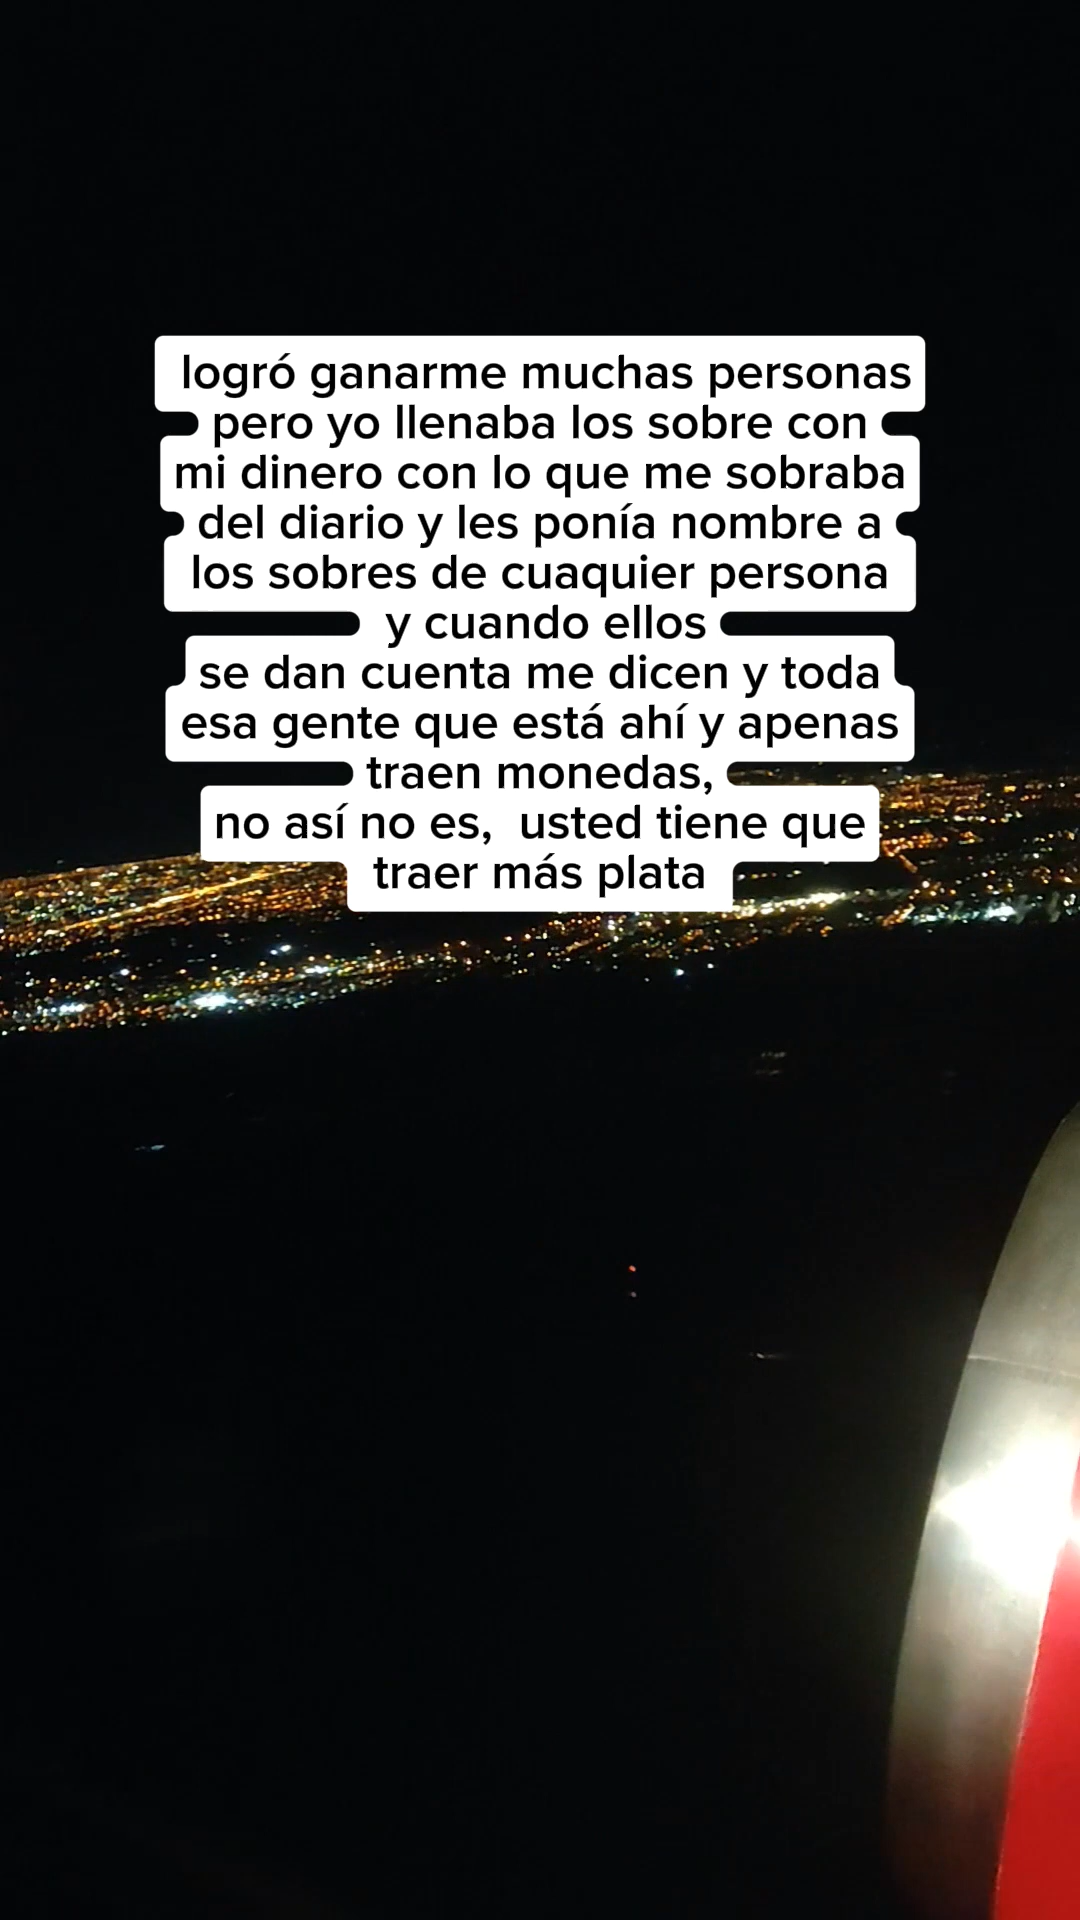 logró ganarme muchas personas
pero yo llenaba los sobre con
mi dinero con lo que me sobraba
del diario y les ponía nombre a
los sobres de cuaquier persona
y cuando ellos
se dan cuenta me dicen y toda
esa gente que está ahí y apenas
traen monedas,
no así no es, usted tiene que
traer más plata